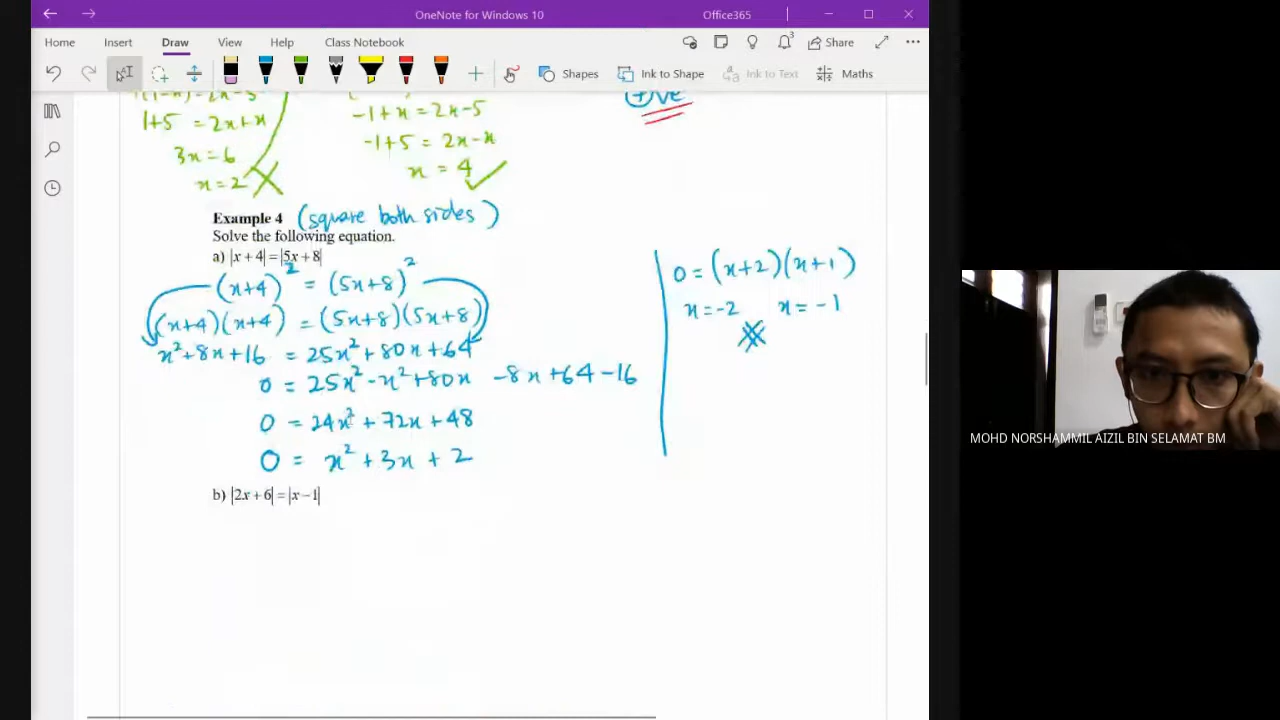 OneNote for Windows 10
Office365
Home Insert Draw View Help Class Notebook
Share
3
Shapes Ink to Shape Ink to Text Maths
1+5 = 2x+x
3x=6
x=2
-1+x = 2x-5
-1+5 = 2x-x
x = 4
+ve
Example 4 (square both sides)
Solve the following equation.
a) |x + 4| = |5x + 8|
(x+4)² = (5x+8)²
(x+4)(x+4) = (5x+8)(5x+8)
x²+8x+16 = 25x²+80x+64
0 = 25x²-x²+80x -8x+64-16
0 = 24x²+72x+48
0 = x²+3x+2
0=(x+2)(x+1)
x=-2 x=-1
b) |2x + 6| = |x − 1|
MOHD NORSHAMMIL AIZIL BIN SELAMAT BM